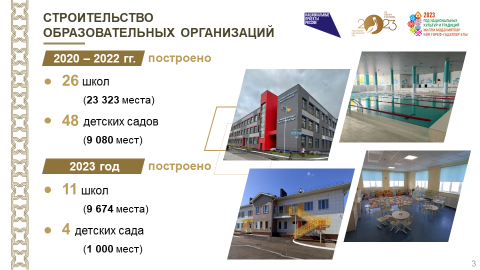 СТРОИТЕЛЬСТВО
ОБРАЗОВАТЕЛЬНЫХ ОРГАНИЗАЦИЙ
НАЦИОНАЛЬНЫЕ
ПРОЕКТЫ
РОССИИ
2023
2023
ГОД НАЦИОНАЛЬНЫХ
КУЛЬТУР И ТРАДИЦИЙ
2020 – 2022 гг. построено
26 школ
(23 323 места)
48 детских садов
(9 080 мест)
2023 год построено
11 школ
(9 674 места)
4 детских сада
(1 000 мест)
3